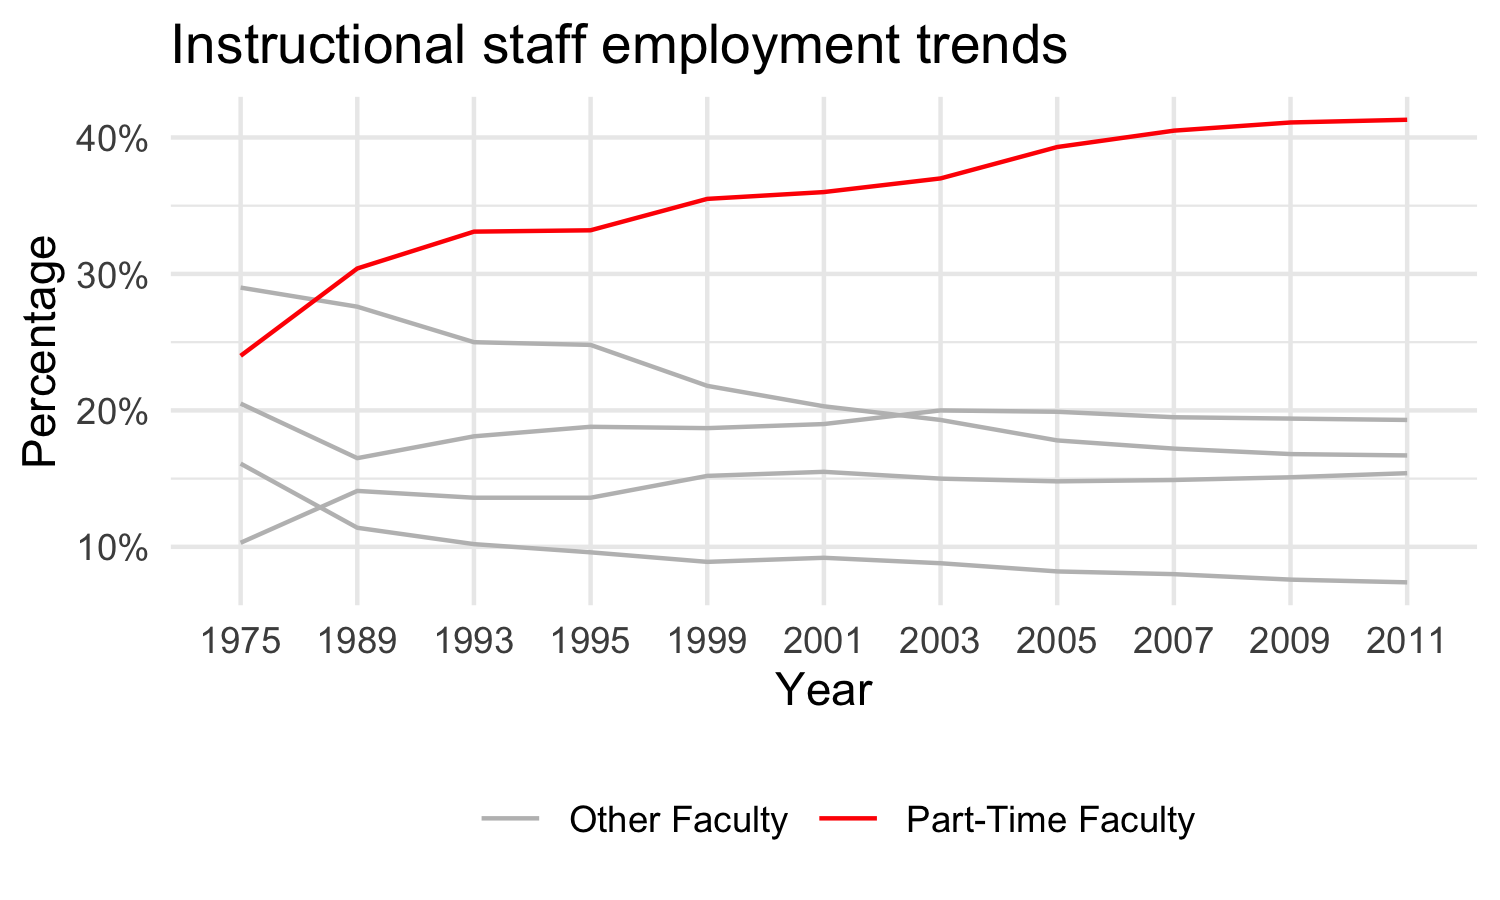 Instructional staff employment trends
40%
30%
20%
10%
Percentage
1975 1989 1993 1995 1999 2001 2003 2005 2007 2009 2011
Year
Other Faculty Part-Time Faculty